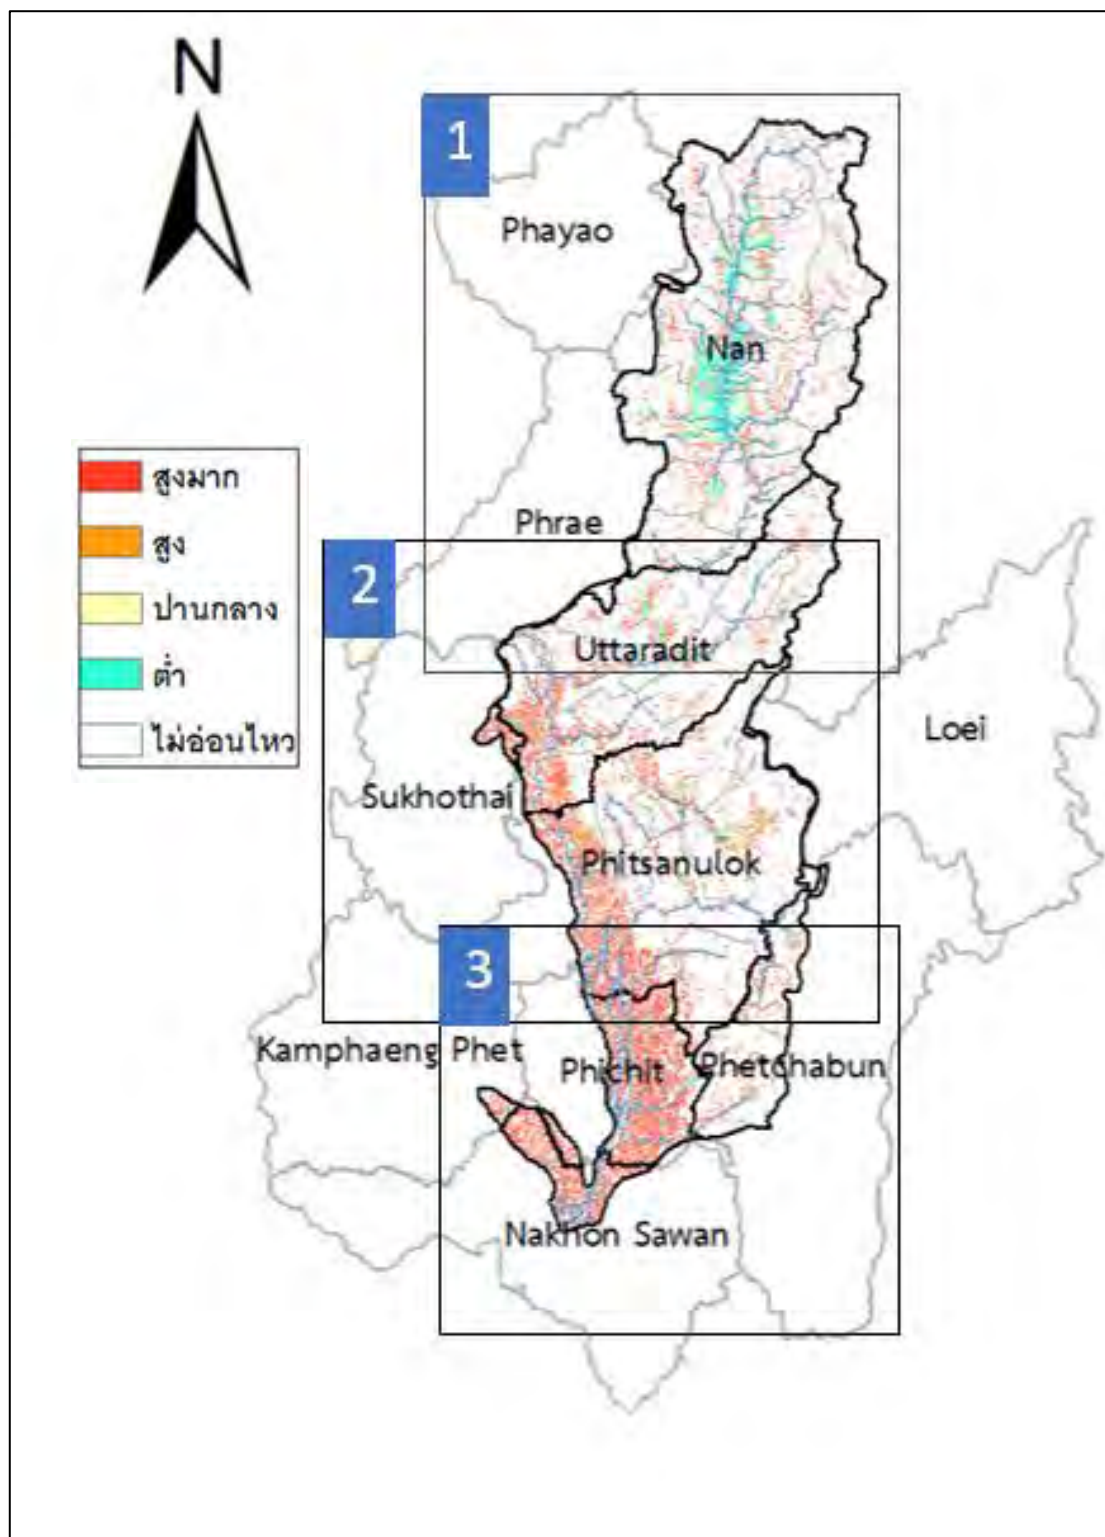 N
1
Phayao
Nan
สูงมาก
สูง
ปานกลาง
ต่ำ
ไม่อ่อนไหว
Phrae
2
Uttaradit
Loei
Sukhothai
Phitsanulok
3
Kamphaeng Phet
Phichit
Phetchabun
Nakhon Sawan